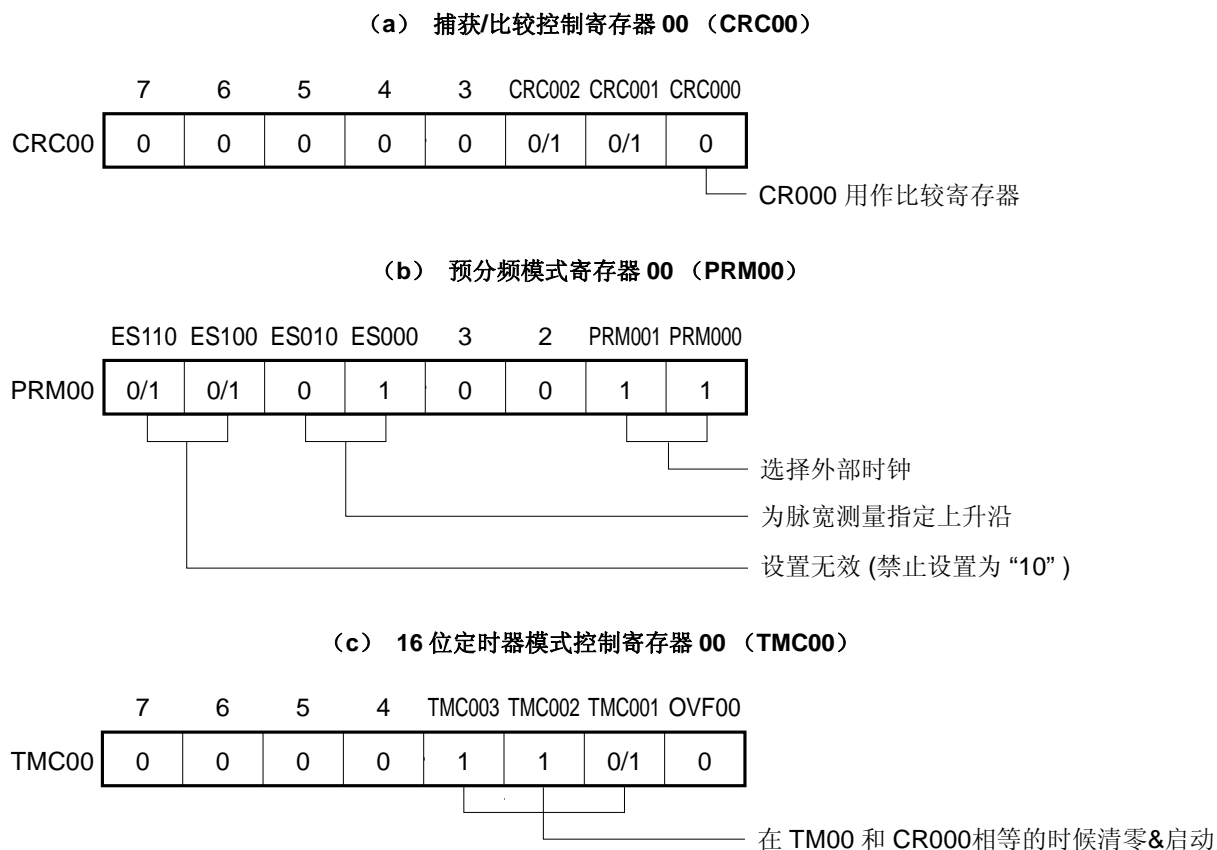 （a） 捕获/比较控制寄存器 00 （CRC00）
7 6 5 4 3 CRC002 CRC001 CRC000
CRC00 0 0 0 0 0 0/1 0/1 0
CR000 用作比较寄存器
（b） 预分频模式寄存器 00 （PRM00）
ES110 ES100 ES010 ES000 3 2 PRM001 PRM000
PRM00 0/1 0/1 0 1 0 0 1 1
选择外部时钟
为脉宽测量指定上升沿
设置无效 (禁止设置为 “10” )
（c） 16 位定时器模式控制寄存器 00 （TMC00）
7 6 5 4 TMC003 TMC002 TMC001 OVF00
TMC00 0 0 0 0 1 1 0/1 0
在 TM00 和 CR000相等的时候清零&启动